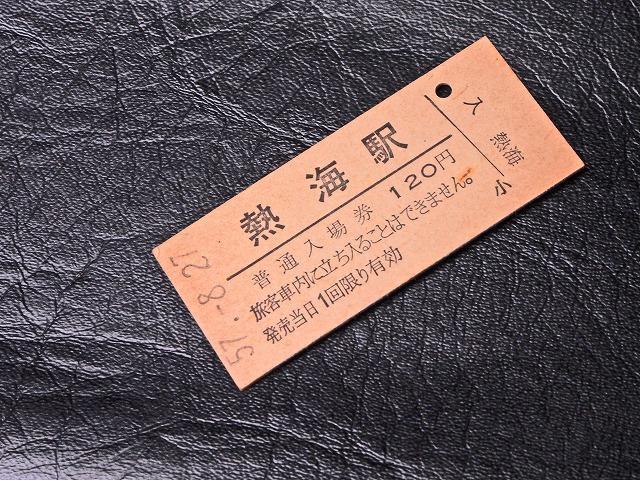 57.-8.21
熱海駅
普通入場券 120円
旅客車内に立ち入ることはできません。
発売当日1回限り有効
入
熱海
小